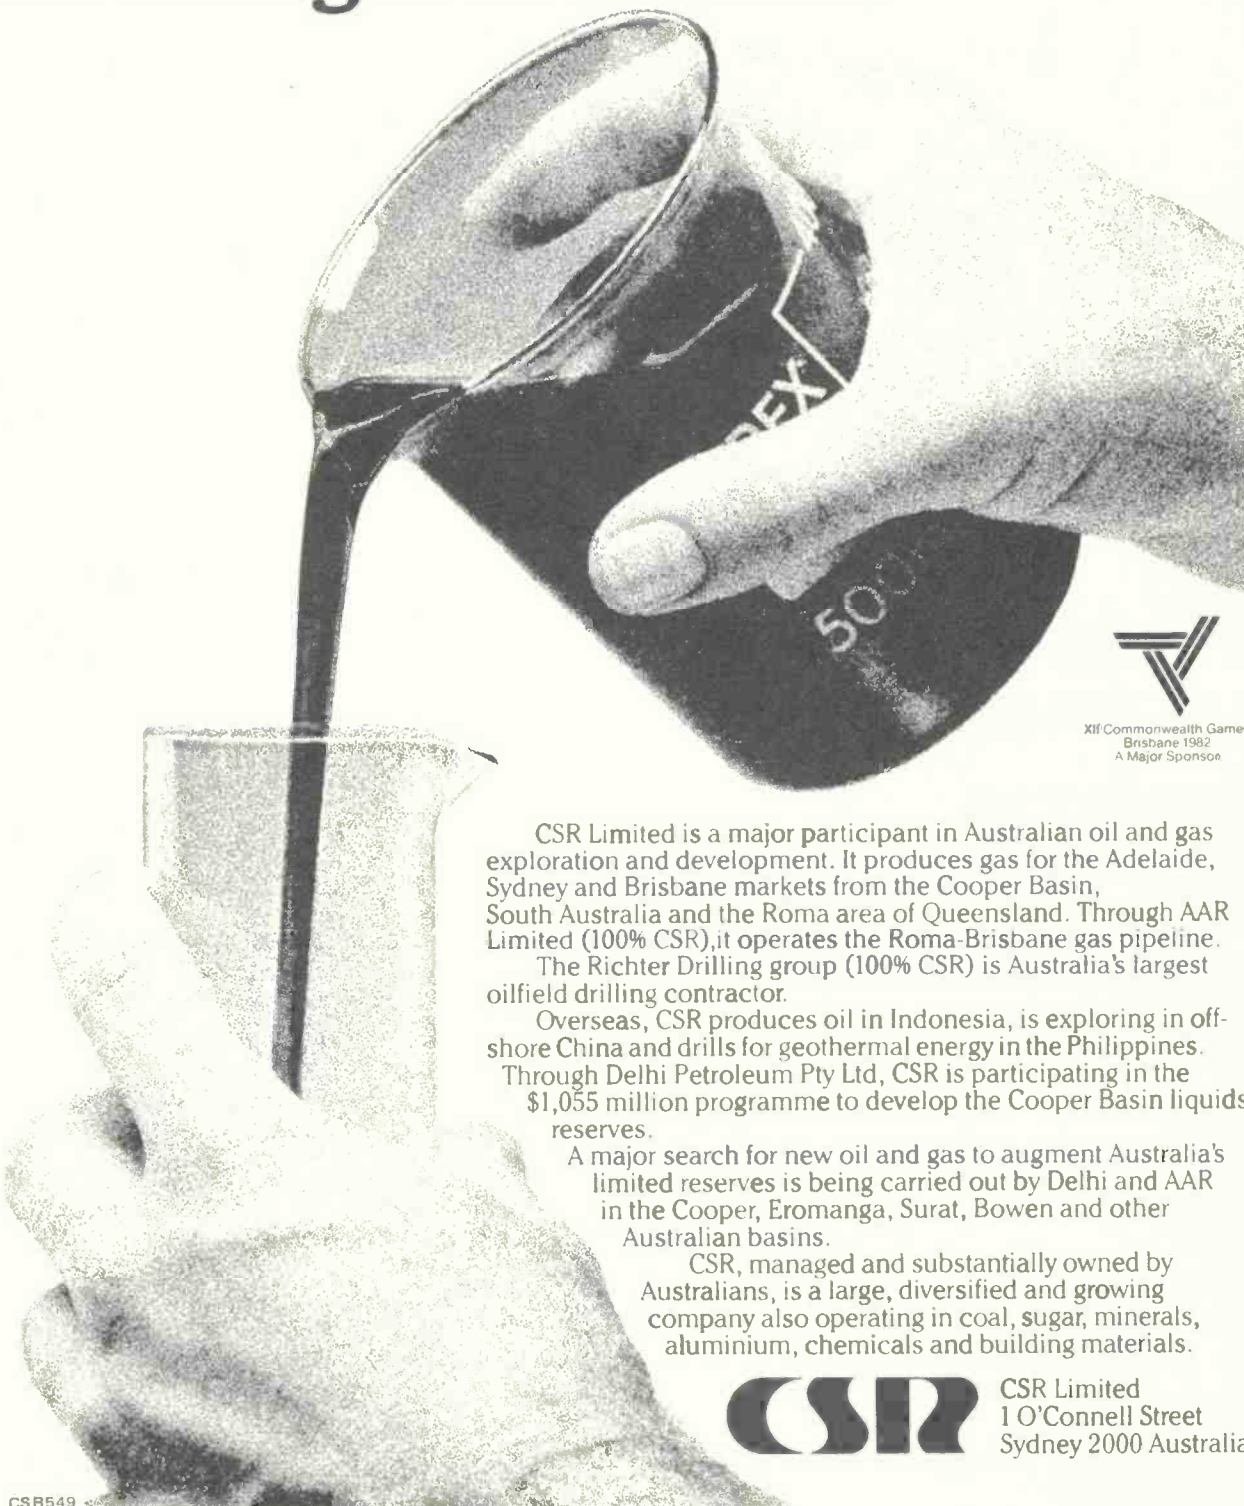 g
DEX
500
XII Commonwealth Game
Brisbane 1982
A Major Sponsor
CSR Limited is a major participant in Australian oil and gas
exploration and development. It produces gas for the Adelaide,
Sydney and Brisbane markets from the Cooper Basin,
South Australia and the Roma area of Queensland. Through AAR
Limited (100% CSR),it operates the Roma-Brisbane gas pipeline.
The Richter Drilling group (100% CSR) is Australia's largest
oilfield drilling contractor.
Overseas, CSR produces oil in Indonesia, is exploring in off-
shore China and drills for geothermal energy in the Philippines.
Through Delhi Petroleum Pty Ltd, CSR is participating in the
$1,055 million programme to develop the Cooper Basin liquids
reserves.
A major search for new oil and gas to augment Australia's
limited reserves is being carried out by Delhi and AAR
in the Cooper, Eromanga, Surat, Bowen and other
Australian basins.
CSR, managed and substantially owned by
Australians, is a large, diversified and growing
company also operating in coal, sugar, minerals,
aluminium, chemicals and building materials.
CSR
CSR Limited
1 O'Connell Street
Sydney 2000 Australia
CSR549